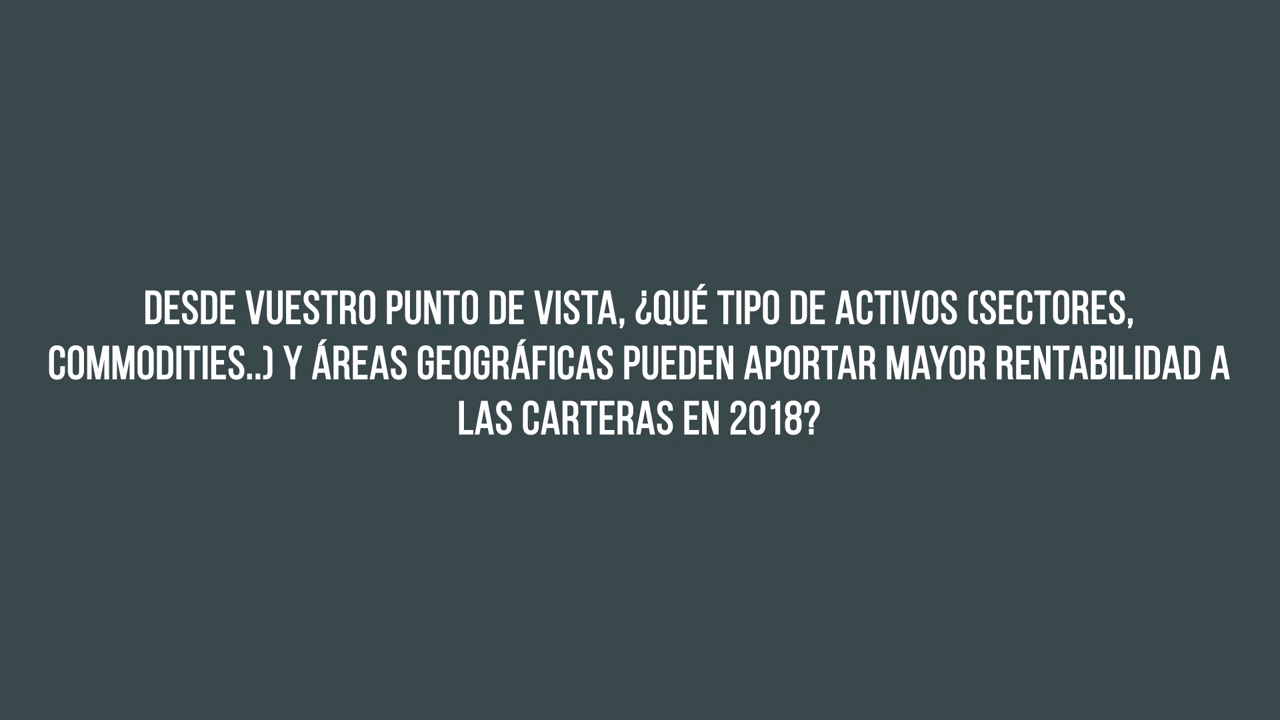 DESDE VUESTRO PUNTO DE VISTA, ¿QUÉ TIPO DE ACTIVOS (SECTORES,
COMMODITIES..) Y ÁREAS GEOGRÁFICAS PUEDEN APORTAR MAYOR RENTABILIDAD A
LAS CARTERAS EN 2018?